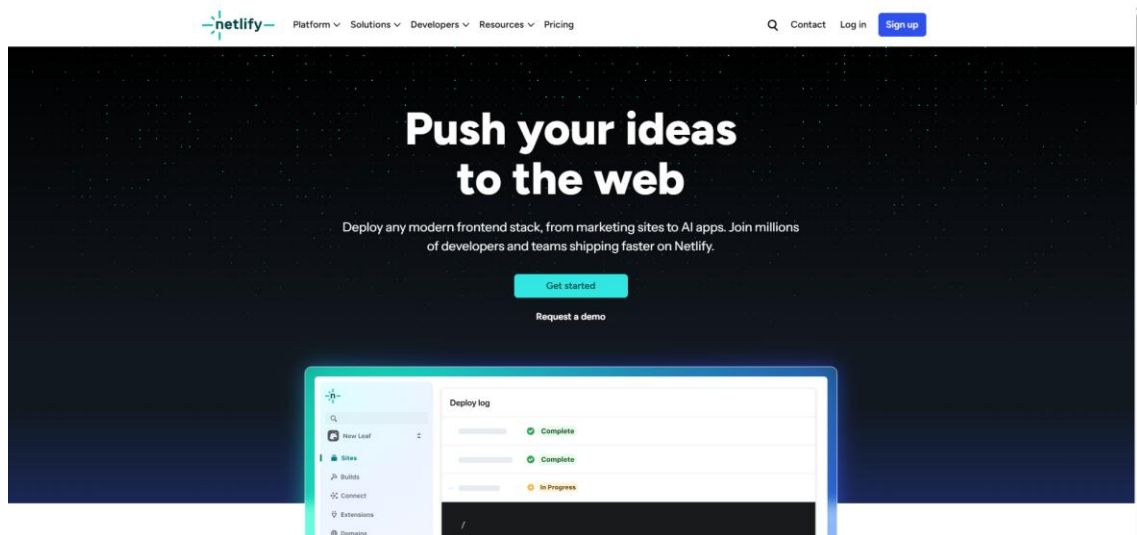 netlify
Platform Solutions Developers Resources Pricing
Contact Log in Sign up
Push your ideas
to the web
Deploy any modern frontend stack, from marketing sites to AI apps. Join millions
of developers and teams shipping faster on Netlify.
Get started
Request a demo
n
New Leaf
Sites
Builds
Connect
Extensions
Domains
Deploy log
Complete
Complete
In Progress
/